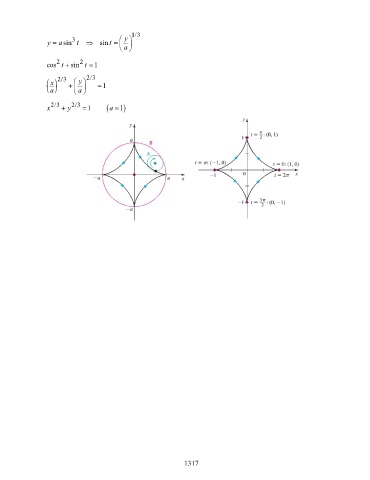 y = a sin³ t ⇒ sin t = (y/a)^1/3
cos² t + sin² t = 1
(x/a)^2/3 + (y/a)^2/3 = 1
x^2/3 + y^2/3 = 1 (a = 1)
y
a
B
A
−a
a
x
−a
y
1
t = π/2 : (0, 1)
t = π: (−1, 0)
t = 0: (1, 0)
−1
0
t = 2π
x
−1
t = 3π/2 : (0, −1)
1317